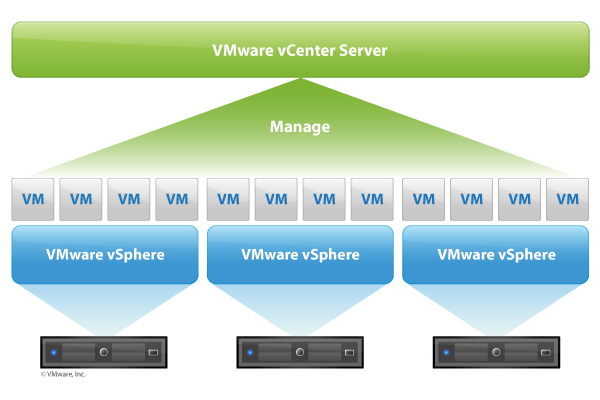 VMware vCenter Server
Manage
VM VM VM VM VM VM VM VM VM VM VM VM
VMware vSphere VMware vSphere VMware vSphere
© VMware, Inc.